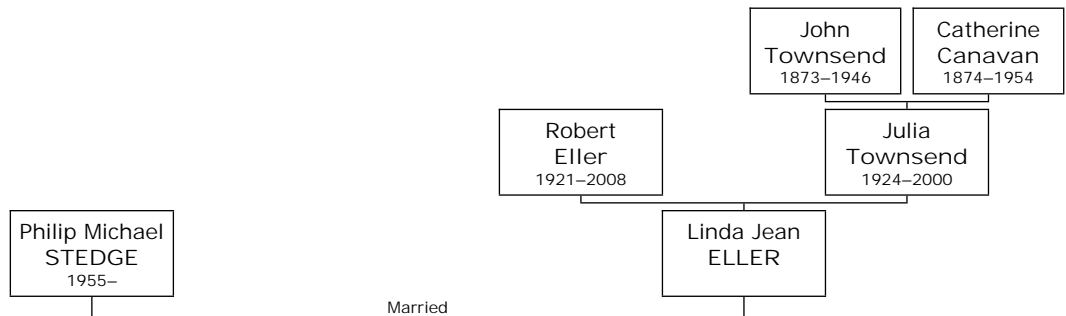 John
Townsend
1873–1946
Catherine
Canavan
1874–1954
Robert
Eller
1921–2008
Julia
Townsend
1924–2000
Philip Michael
STEDGE
1955–
Linda Jean
ELLER
Married